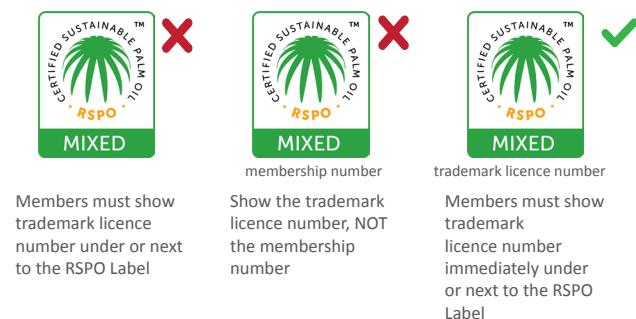 CERTIFIED SUSTAINABLE PALM OIL ™
RSPO
MIXED
Members must show
trademark licence
number under or next
to the RSPO Label
CERTIFIED SUSTAINABLE PALM OIL ™
RSPO
MIXED
membership number
Show the trademark
licence number, NOT
the membership
number
CERTIFIED SUSTAINABLE PALM OIL ™
RSPO
MIXED
trademark licence number
Members must show
trademark
licence number
immediately under
or next to the RSPO
Label